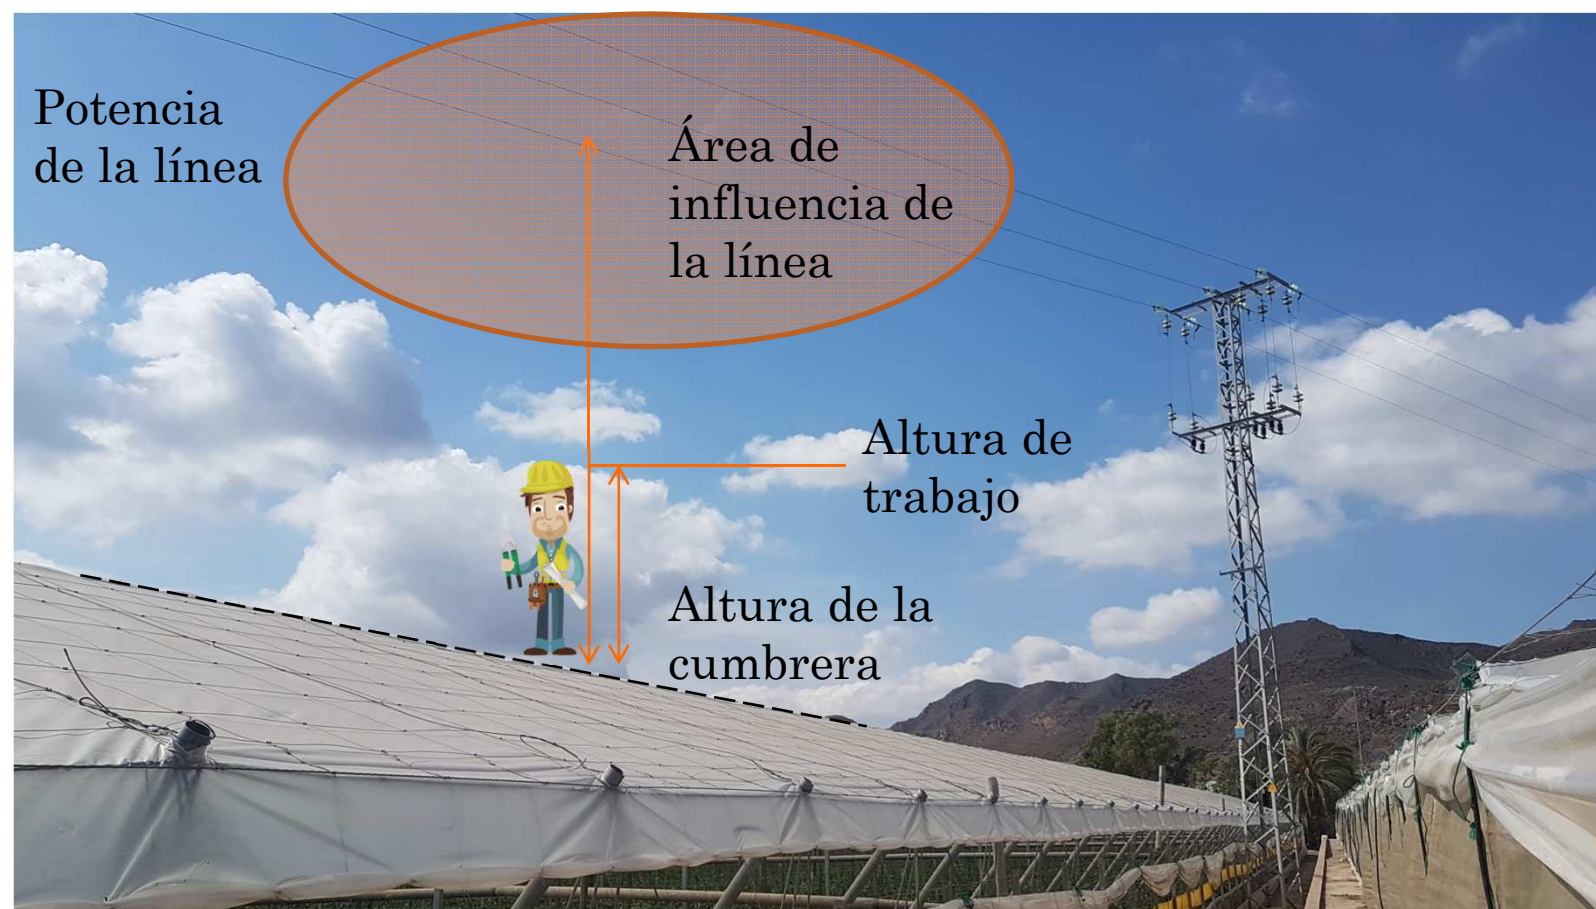 Potencia
de la línea
Área de
influencia de
la línea
Altura de
trabajo
Altura de la
cumbrera